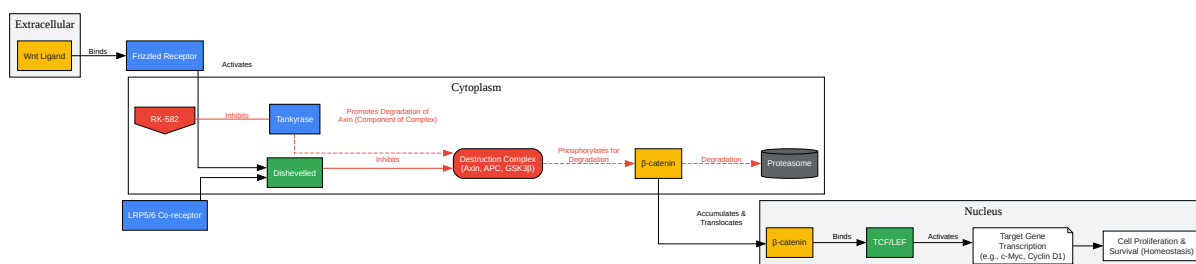 Extracellular
Wnt Ligand
Binds
Frizzled Receptor
Activates
Cytoplasm
RK-582
Inhibits
Tankyrase
Promotes Degradation of
Axin (Component of Complex)
Dishevelled
Inhibits
Destruction Complex
(Axin, APC, GSK3β)
Phosphorylates for
Degradation
β-catenin
Degradation
Proteasome
LRP5/6 Co-receptor
Accumulates &
Translocates
Nucleus
β-catenin
Binds
TCF/LEF
Activates
Target Gene
Transcription
(e.g., c-Myc, Cyclin D1)
Cell Proliferation &
Survival (Homeostasis)